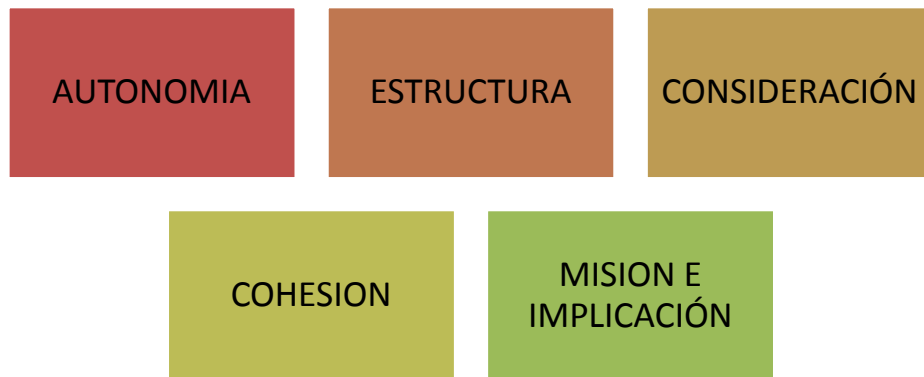 AUTONOMIA
ESTRUCTURA
CONSIDERACIÓN
COHESION
MISION E
IMPLICACIÓN